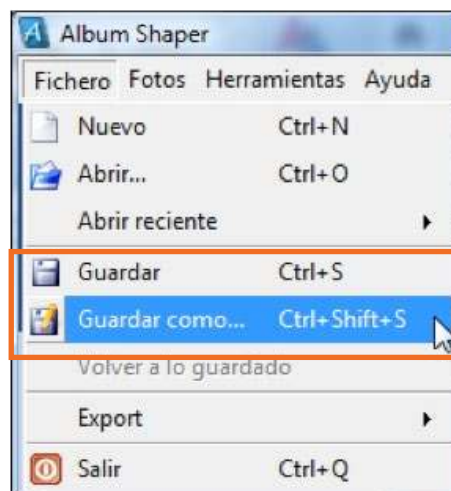 Album Shaper
Fichero Fotos Herramientas Ayuda
Nuevo Ctrl+N
Abrir... Ctrl+O
Abrir reciente
Guardar Ctrl+S
Guardar como... Ctrl+Shift+S
Volver a lo guardado
Export
Salir Ctrl+Q